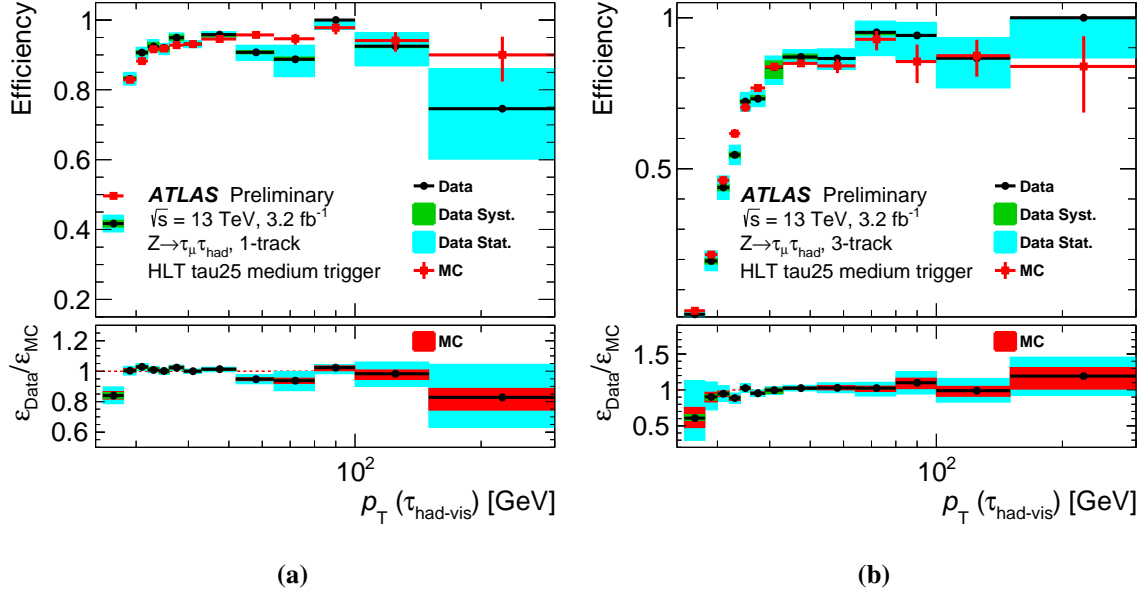 Efficiency
1
0.8
0.6
0.4
0.2
ATLAS Preliminary
√s = 13 TeV, 3.2 fb-1
Z→τμτhad, 1-track
HLT tau25 medium trigger
Data
Data Syst.
Data Stat.
MC
εData/εMC
1.2
1
0.8
0.6
MC
10²
pT (τhad-vis) [GeV]
(a)
Efficiency
1
0.5
ATLAS Preliminary
√s = 13 TeV, 3.2 fb-1
Z→τμτhad, 3-track
HLT tau25 medium trigger
Data
Data Syst.
Data Stat.
MC
εData/εMC
1.5
1
0.5
MC
10²
pT (τhad-vis) [GeV]
(b)